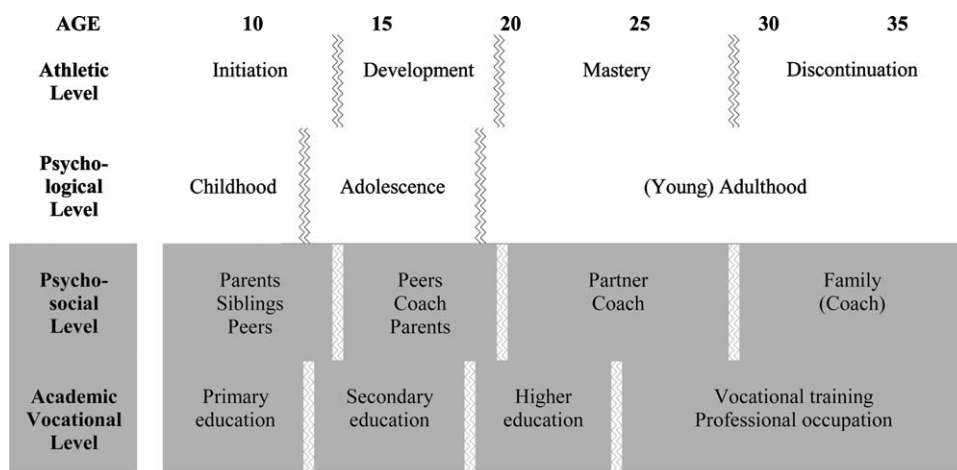 AGE 10 15 20 25 30 35
Athletic
Level
Initiation Development Mastery Discontinuation
Psycho-
logical
Level
Childhood Adolescence (Young) Adulthood
Psycho-
social
Level
Parents
Siblings
Peers
Peers
Coach
Parents
Partner
Coach
Family
(Coach)
Academic
Vocational
Level
Primary
education
Secondary
education
Higher
education
Vocational training
Professional occupation